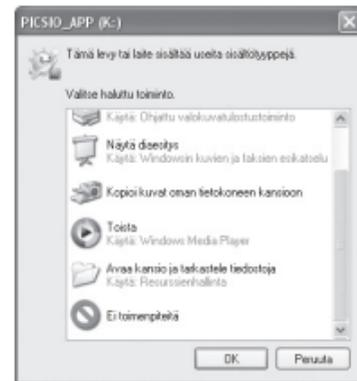 PICSIO_APP (K:)
Tämä levy tai laite sisältää useita sisältötyyppejä.
Valitse haluttu toiminto.
Käytä: Ohjattu valokuvatulostustoiminto
Näytä diaesitys
Käytä: Windowsin kuvien ja faksien esikatselu
Kopioi kuvat oman tietokoneen kansioon
Toista
Käytä: Windows Media Player
Avaa kansio ja tarkastele tiedostoja
Käytä: Resurssienhallinta
Ei toimenpiteitä
OK
Peruuta